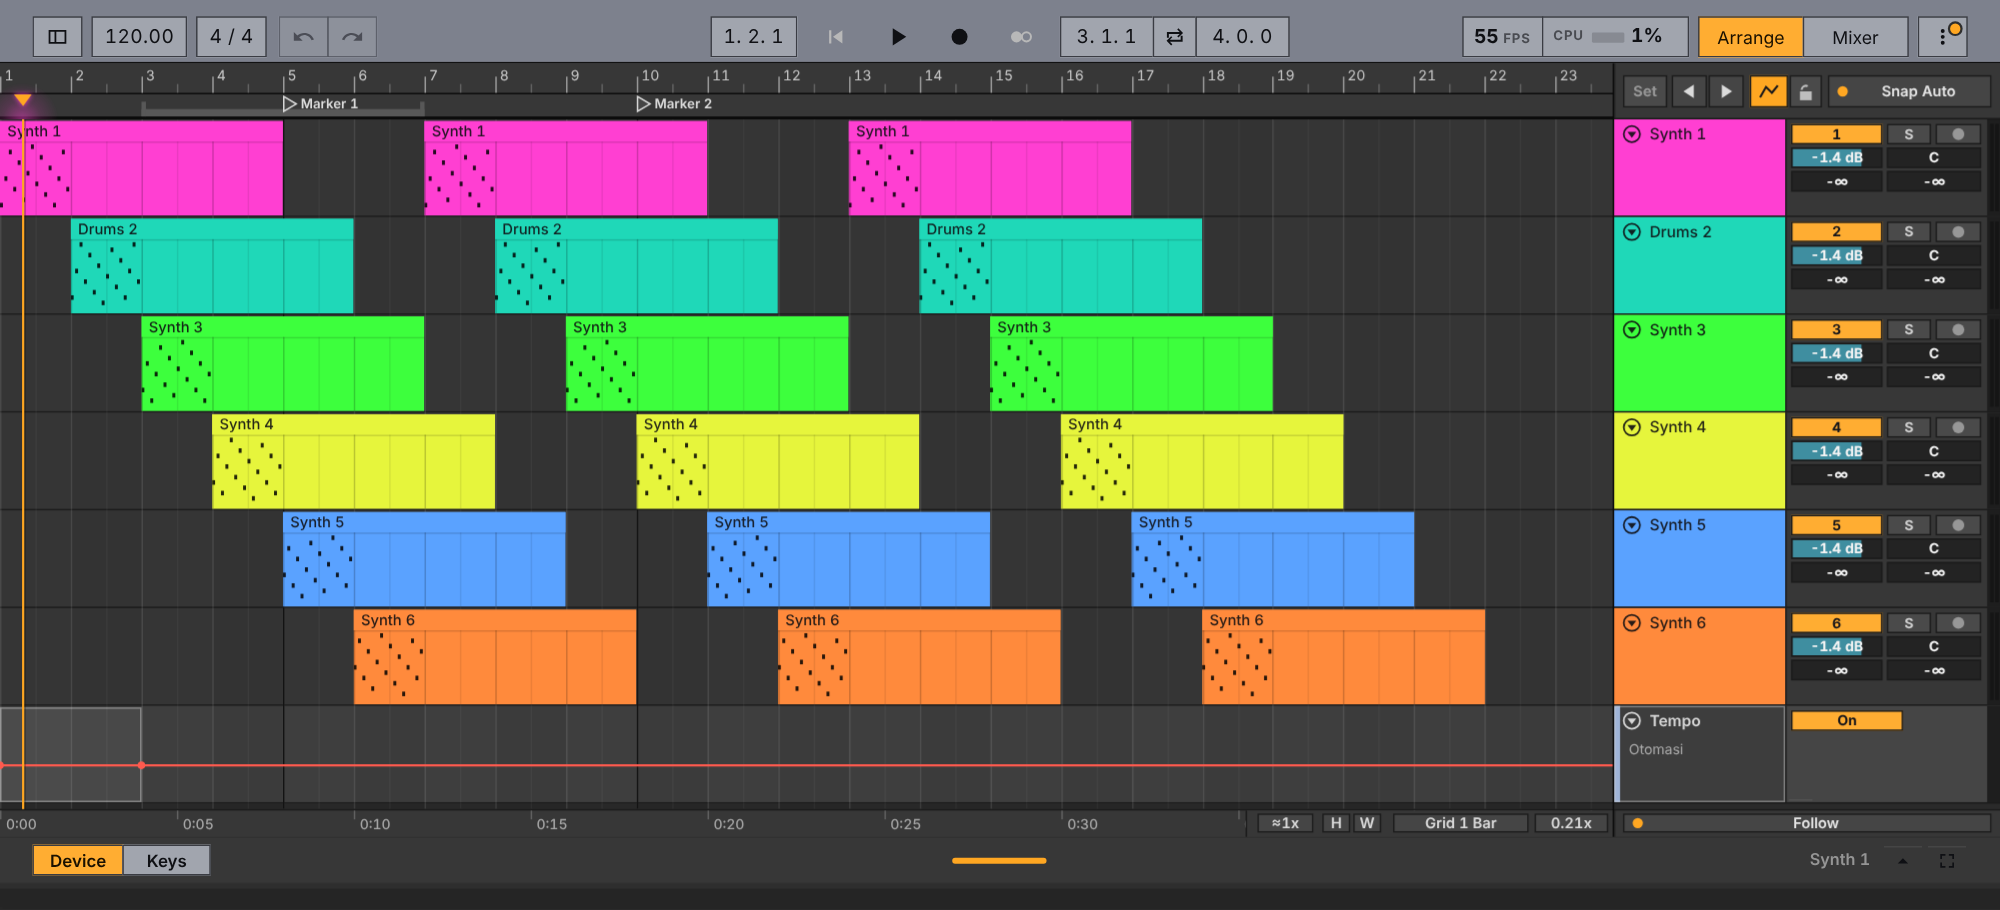 120.00 4 / 4 1. 2. 1 3. 1. 1 4. 0. 0 55 FPS CPU 1% Arrange Mixer
1 2 3 4 5 6 7 8 9 10 11 12 13 14 15 16 17 18 19 20 21 22 23
Marker 1 Marker 2
Set Snap Auto
Synth 1 Synth 1 Synth 1 Synth 1 1 S
-1.4 dB C
-∞ -∞
Drums 2 Drums 2 Drums 2 Drums 2 2 S
-1.4 dB C
-∞ -∞
Synth 3 Synth 3 Synth 3 Synth 3 3 S
-1.4 dB C
-∞ -∞
Synth 4 Synth 4 Synth 4 Synth 4 4 S
-1.4 dB C
-∞ -∞
Synth 5 Synth 5 Synth 5 Synth 5 5 S
-1.4 dB C
-∞ -∞
Synth 6 Synth 6 Synth 6 Synth 6 6 S
-1.4 dB C
-∞ -∞
Tempo On
Otomasi
0:00 0:05 0:10 0:15 0:20 0:25 0:30 ≈1x H W Grid 1 Bar 0.21x Follow
Device Keys Synth 1